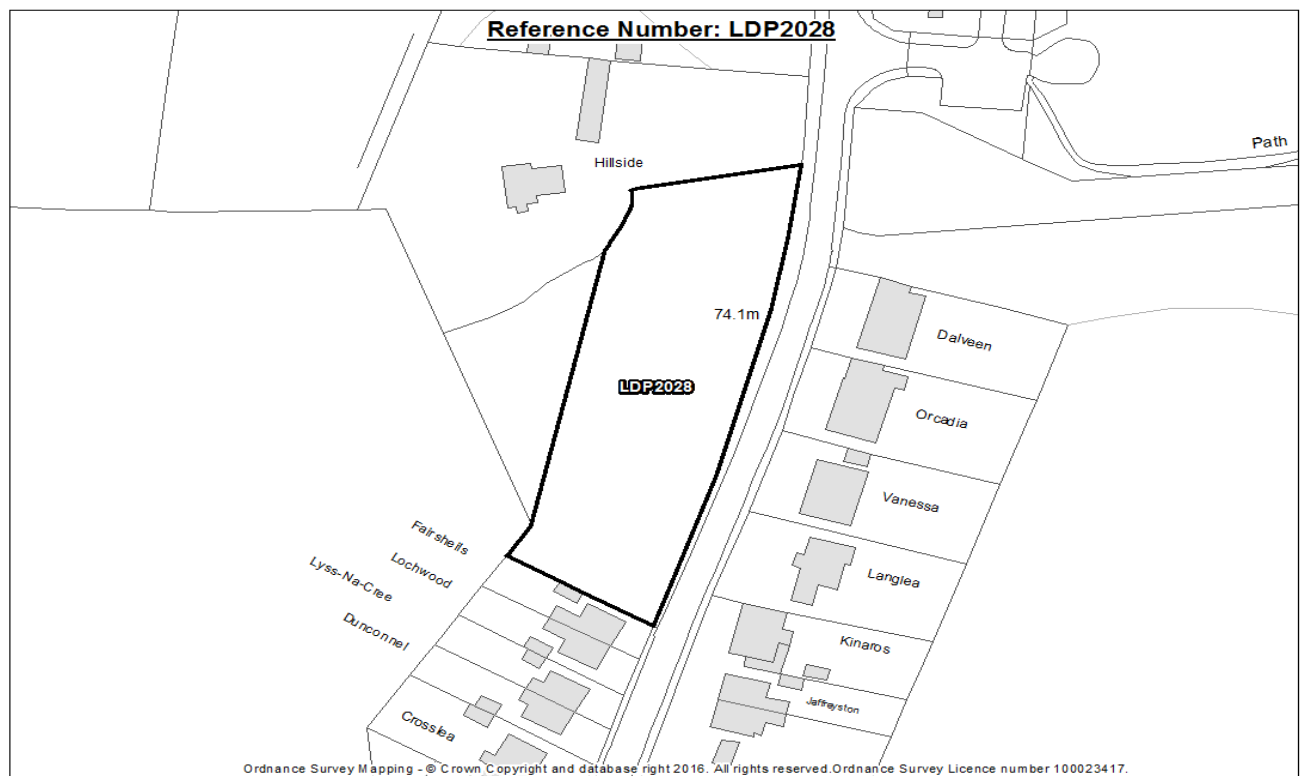 Reference Number: LDP2028
Path
Hillside
74.1m
Dalveen
LDP2028
Orcadia
Vanessa
Fairsheils
Lochwood
Langlea
Lyss-Na-Cree
Dunconnel
Kinaros
Jaffreyston
Crosslea
Ordnance Survey Mapping - © Crown Copyright and database right 2016. All rights reserved.Ordnance Survey Licence number 100023417.